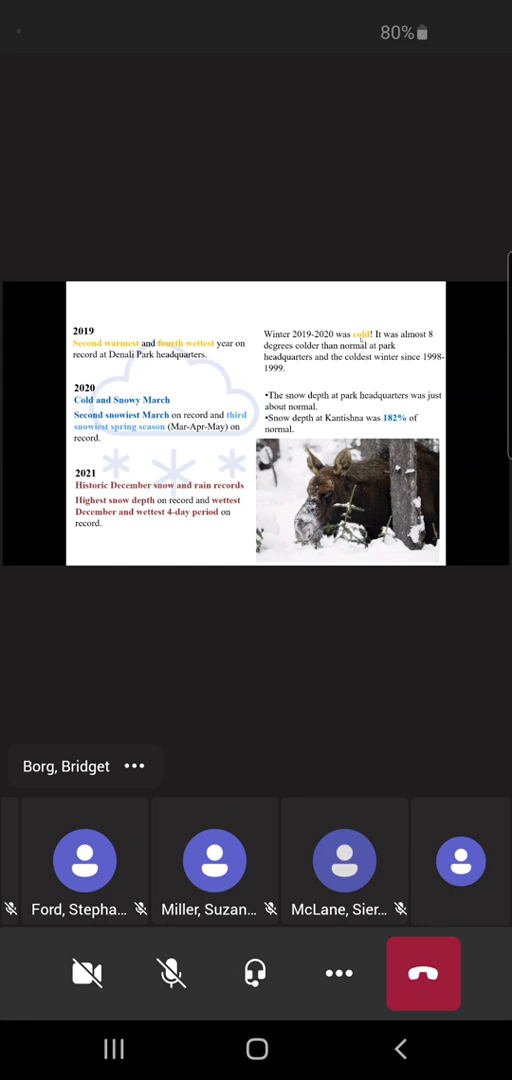 80%
2019
Second warmest and fourth wettest year on
record at Denali Park headquarters.
2020
Cold and Snowy March
Second snowiest March on record and third
snowiest spring season (Mar-Apr-May) on
record.
2021
Historic December snow and rain records
Highest snow depth on record and wettest
December and wettest 4-day period on
record.
Winter 2019-2020 was cold! It was almost 8
degrees colder than normal at park
headquarters and the coldest winter since 1998-
1999.
•The snow depth at park headquarters was just
about normal.
•Snow depth at Kantishna was 182% of
normal.
Borg, Bridget
Ford, Stepha...
Miller, Suzan...
McLane, Sier...